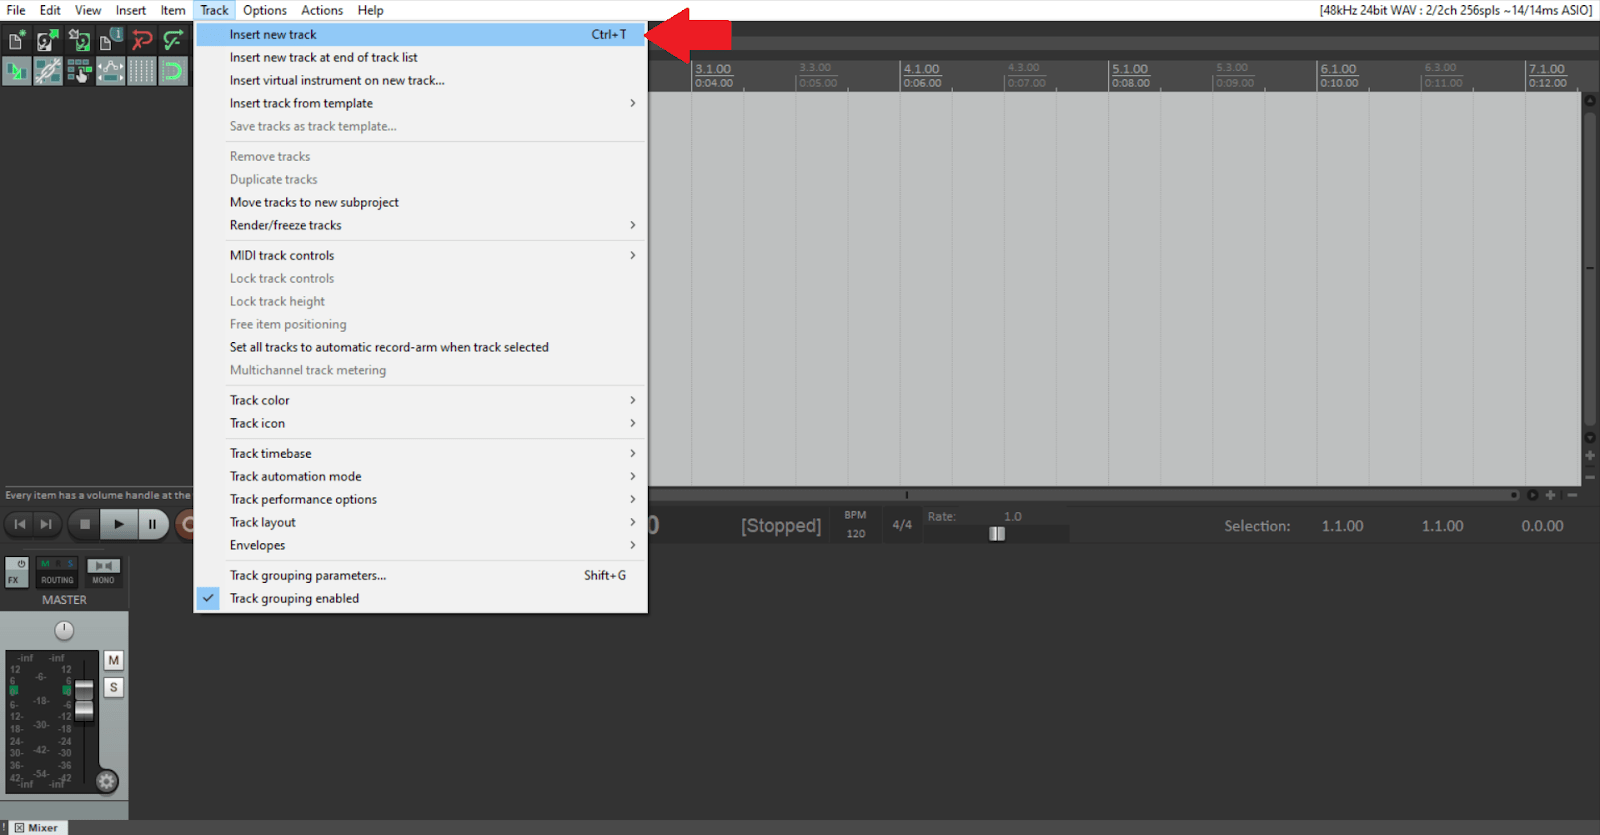 File Edit View Insert Item Track Options Actions Help
[48kHz 24bit WAV : 2/2ch 256spls ~14/14ms ASIO]
Insert new track Ctrl+T
Insert new track at end of track list
Insert virtual instrument on new track...
Insert track from template
Save tracks as track template...
Remove tracks
Duplicate tracks
Move tracks to new subproject
Render/freeze tracks
MIDI track controls
Lock track controls
Lock track height
Free item positioning
Set all tracks to automatic record-arm when track selected
Multichannel track metering
Track color
Track icon
Track timebase
Track automation mode
Track performance options
Track layout
Envelopes
Track grouping parameters... Shift+G
Track grouping enabled
3.1.00 3.3.00 4.1.00 4.3.00 5.1.00 5.3.00 6.1.00 6.3.00 7.1.00
0:04.00 0:05.00 0:06.00 0:07.00 0:08.00 0:09.00 0:10.00 0:11.00 0:12.00
Every item has a volume handle at the
0 [Stopped] BPM 120 4/4 Rate: 1.0 Selection: 1.1.00 1.1.00 0.0.00
FX M R S ROUTING MONO
MASTER
-inf -inf
12 12
6 -6- 6
M
S
6- -18- -6
12- -12
18- -30- -18
24- -24
30- -42- -30
36- -36
42- -54- -42
-inf -inf
! Mixer